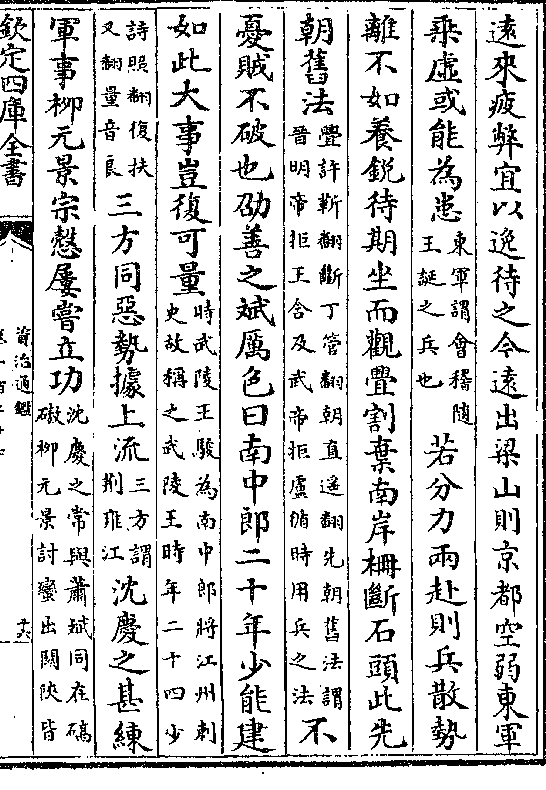 遠來疲弊宜以逸待之今遠出梁山則京都空弱東軍
乘虛或能為患東軍謂會稽隨王誕之兵也若分力兩赴則兵散勢
離不如養銳待期坐而觀釁割棄南岸柵斷石頭此先
朝舊法釁許靳翻斷丁管翻朝直遥翻先朝舊法謂晉明帝拒王含及武帝拒盧循時用兵之法不
憂賊不破也劭善之斌厲色曰南中郎二十年少能建
如此大事豈復可量時武陵王駿為南中郎將江州刺史故稱之武陵王時年二十四少
詩照翻復扶又翻量音良三方同惡勢據上流三方謂荆雍江沈慶之甚練
軍事柳元景宗慤屢嘗立功沈慶之常與蕭斌同在碻磝柳元景討蠻出關陜皆
欽定四庫全書
資治通鑑